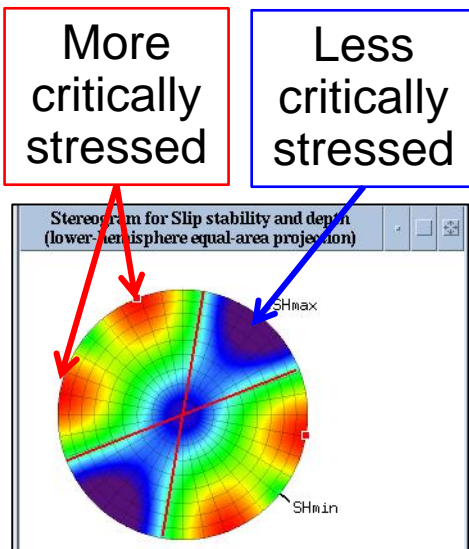 More
critically
stressed
Less
critically
stressed
Stereogram for Slip stability and depth
(lower-hemisphere equal-area projection)
SHmax
SHmin